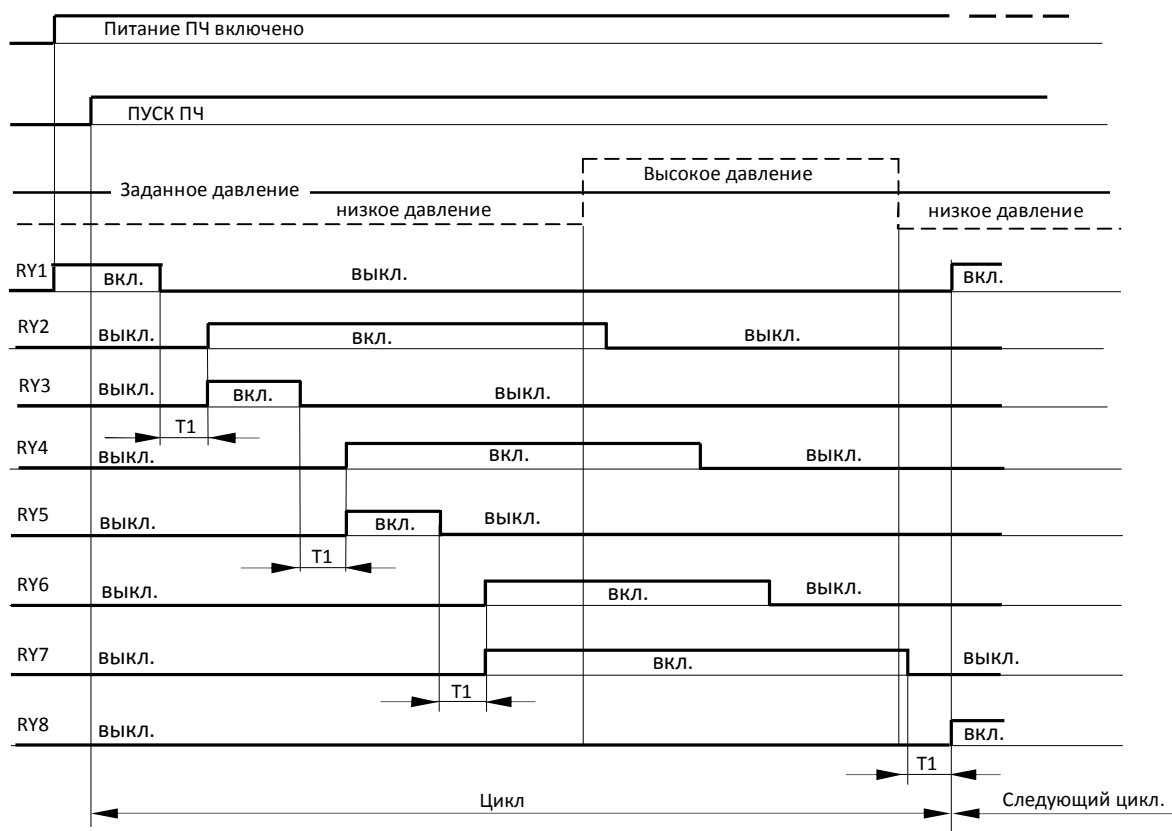 Питание ПЧ включено
ПУСК ПЧ
Заданное давление
Высокое давление
низкое давление
низкое давление
RY1
вкл.
выкл.
вкл.
RY2
выкл.
вкл.
выкл.
RY3
выкл.
вкл.
выкл.
T1
RY4
выкл.
вкл.
выкл.
RY5
выкл.
вкл.
выкл.
T1
RY6
выкл.
вкл.
выкл.
RY7
выкл.
вкл.
выкл.
T1
RY8
выкл.
вкл.
T1
Цикл
Следующий цикл.